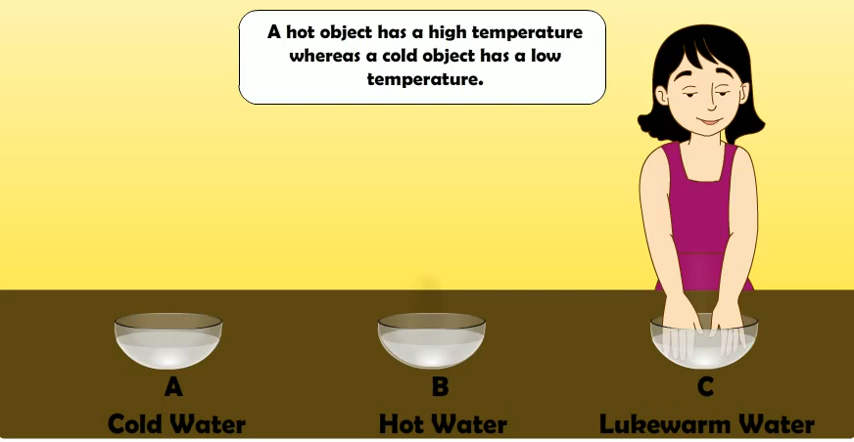 A hot object has a high temperature
whereas a cold object has a low
temperature.
A
B
C
Cold Water
Hot Water
Lukewarm Water